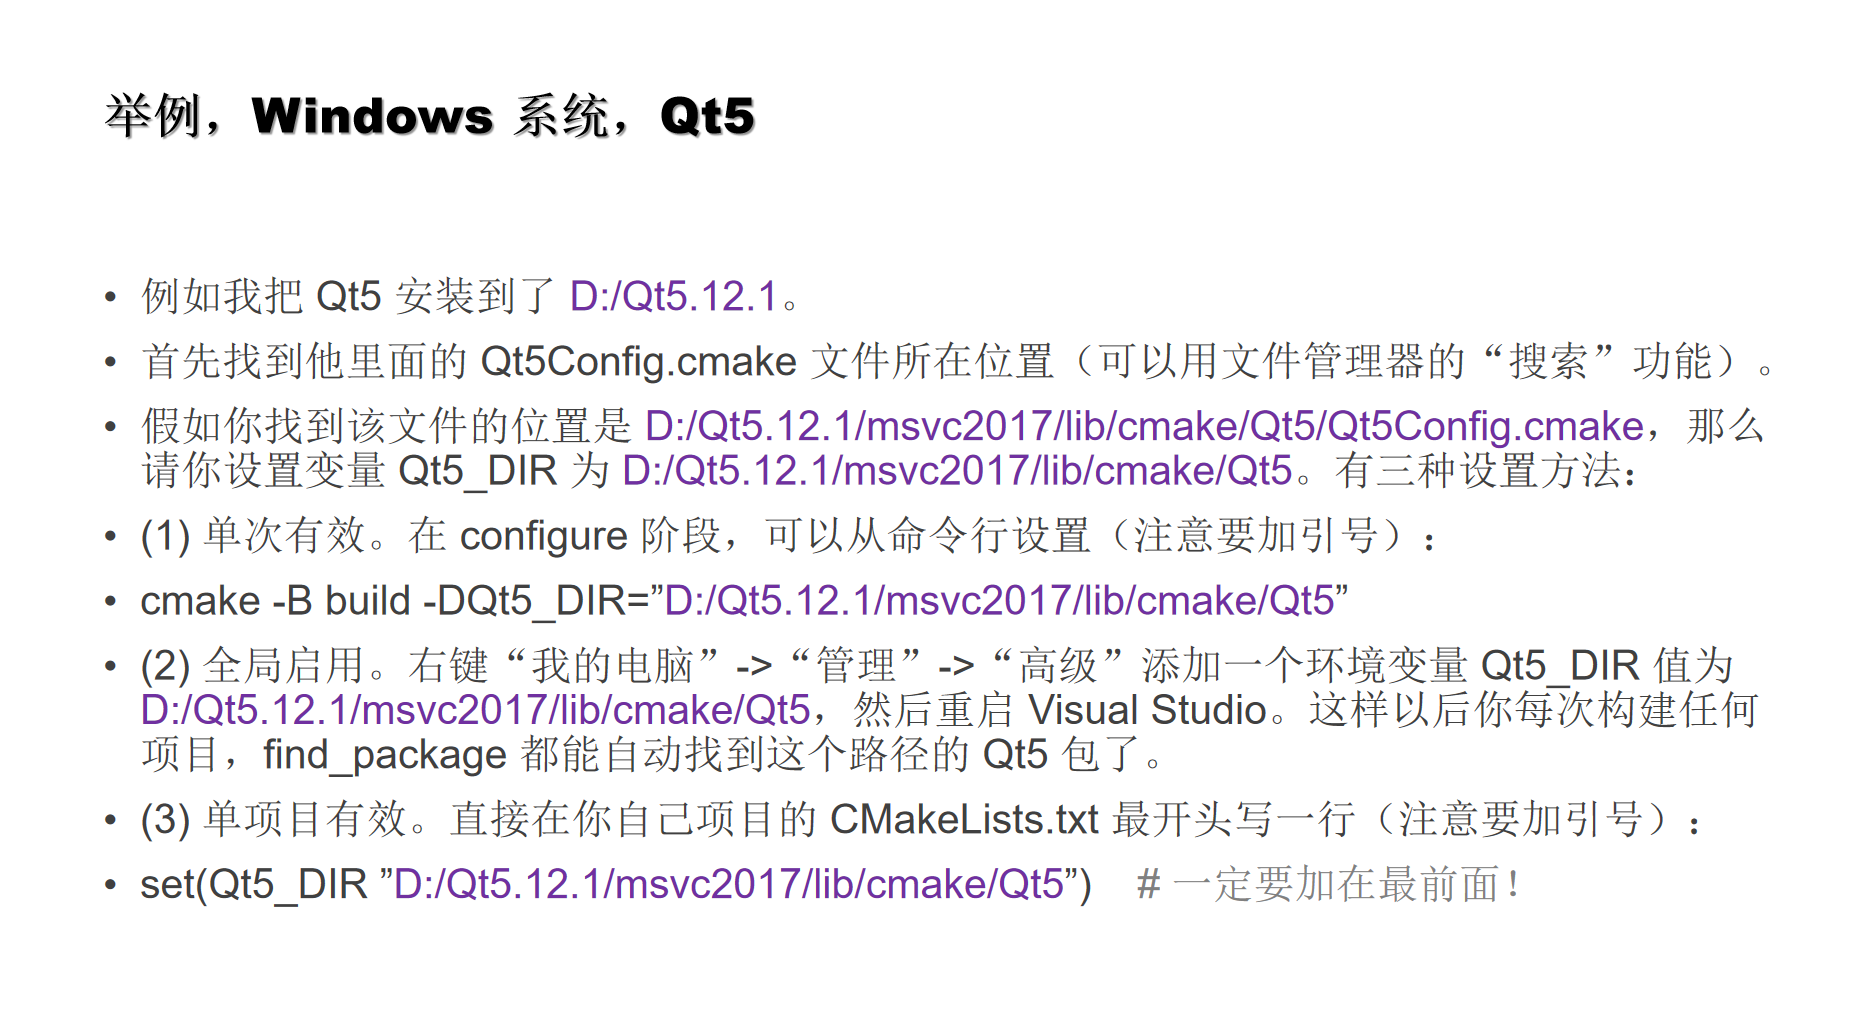 举例，Windows 系统，Qt5
• 例如我把 Qt5 安装到了 D:/Qt5.12.1。
• 首先找到他里面的 Qt5Config.cmake 文件所在位置（可以用文件管理器的“搜索”功能）。
• 假如你找到该文件的位置是 D:/Qt5.12.1/msvc2017/lib/cmake/Qt5/Qt5Config.cmake，那么
请你设置变量 Qt5_DIR 为 D:/Qt5.12.1/msvc2017/lib/cmake/Qt5。有三种设置方法：
• (1) 单次有效。在 configure 阶段，可以从命令行设置（注意要加引号）：
• cmake -B build -DQt5_DIR=”D:/Qt5.12.1/msvc2017/lib/cmake/Qt5”
• (2) 全局启用。右键“我的电脑”->“管理”->“高级”添加一个环境变量 Qt5_DIR 值为
D:/Qt5.12.1/msvc2017/lib/cmake/Qt5，然后重启 Visual Studio。这样以后你每次构建任何
项目，find_package 都能自动找到这个路径的 Qt5 包了。
• (3) 单项目有效。直接在你自己项目的 CMakeLists.txt 最开头写一行（注意要加引号）：
• set(Qt5_DIR ”D:/Qt5.12.1/msvc2017/lib/cmake/Qt5”) # 一定要加在最前面！